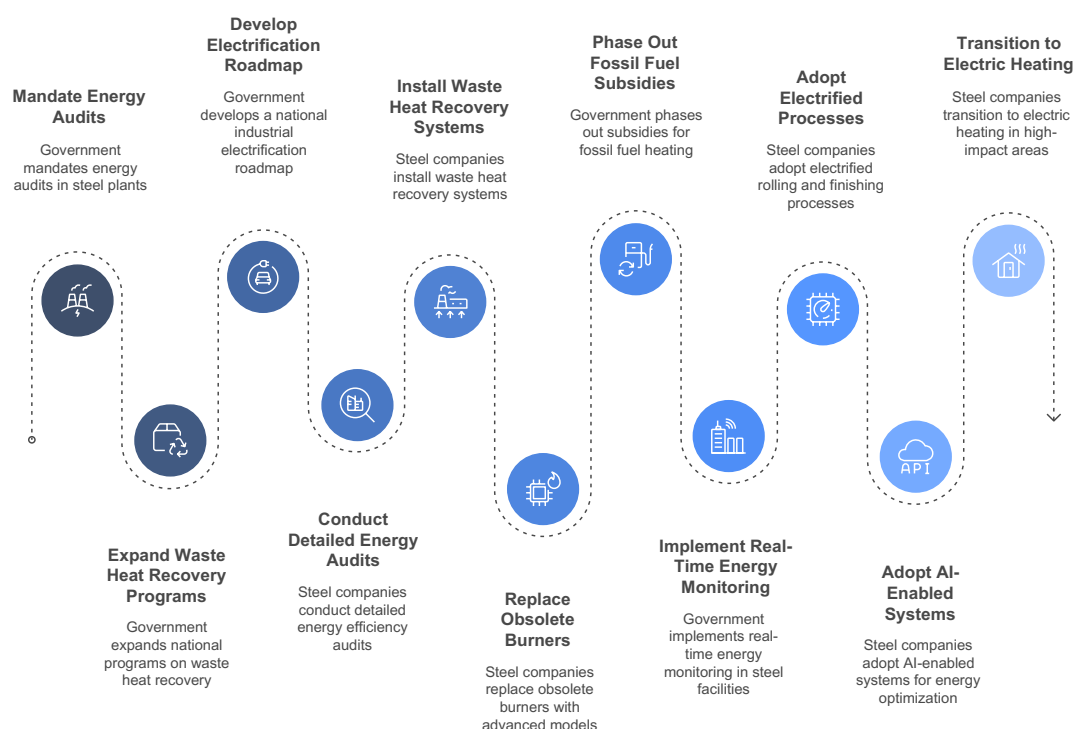 Mandate Energy
Audits
Government
mandates energy
audits in steel plants
Expand Waste
Heat Recovery
Programs
Government
expands national
programs on waste
heat recovery
Develop
Electrification
Roadmap
Government
develops a national
industrial
electrification
roadmap
Conduct
Detailed Energy
Audits
Steel companies
conduct detailed
energy efficiency
audits
Install Waste
Heat Recovery
Systems
Steel companies
install waste heat
recovery systems
Replace
Obsolete
Burners
Steel companies
replace obsolete
burners with
advanced models
Phase Out
Fossil Fuel
Subsidies
Government phases
out subsidies for
fossil fuel heating
Implement Real-
Time Energy
Monitoring
Government
implements real-
time energy
monitoring in steel
facilities
Adopt
Electrified
Processes
Steel companies
adopt electrified
rolling and finishing
processes
API
Adopt AI-
Enabled
Systems
Steel companies
adopt AI-enabled
systems for energy
optimization
Transition to
Electric Heating
Steel companies
transition to electric
heating in high-
impact areas